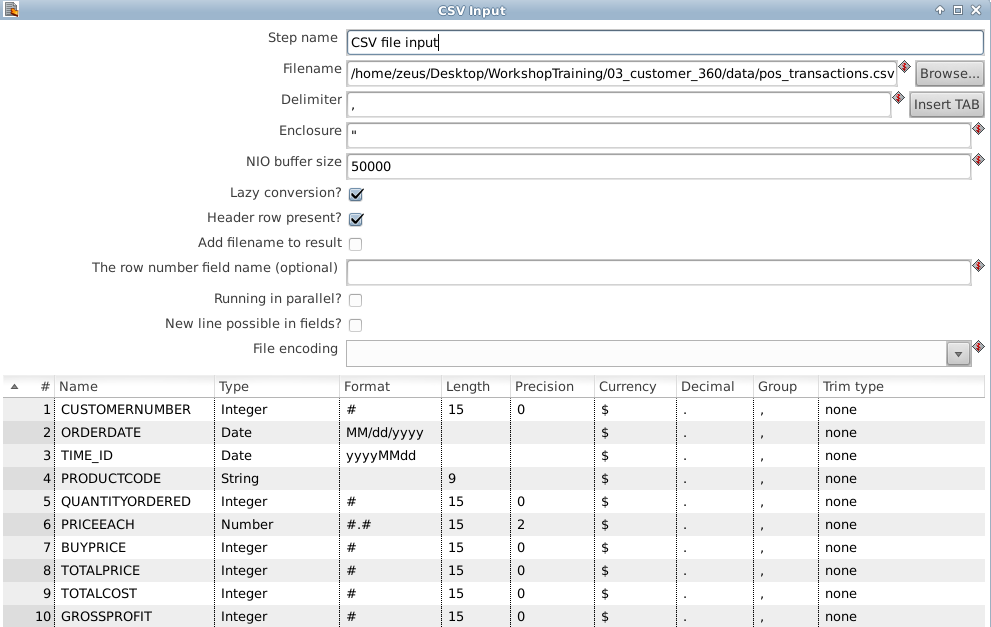 CSV Input
Step name CSV file input
Filename /home/zeus/Desktop/WorkshopTraining/03_customer_360/data/pos_transactions.csv Browse...
Delimiter , Insert TAB
Enclosure "
NIO buffer size 50000
Lazy conversion?
Header row present?
Add filename to result
The row number field name (optional)
Running in parallel?
New line possible in fields?
File encoding
# Name Type Format Length Precision Currency Decimal Group Trim type
1 CUSTOMERNUMBER Integer # 15 0 $ . , none
2 ORDERDATE Date MM/dd/yyyy $ . , none
3 TIME_ID Date yyyyMMdd $ . , none
4 PRODUCTCODE String 9 $ . , none
5 QUANTITYORDERED Integer # 15 0 $ . , none
6 PRICEEACH Number #.# 15 2 $ . , none
7 BUYPRICE Integer # 15 0 $ . , none
8 TOTALPRICE Integer # 15 0 $ . , none
9 TOTALCOST Integer # 15 0 $ . , none
10 GROSSPROFIT Integer # 15 0 $ . , none